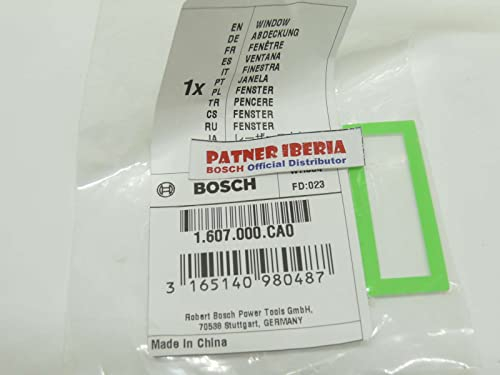 EN WINDOW
DE ABDECKUNG
FR FENÊTRE
ES VENTANA
IT FINESTRA
1x PT JANELA
PL FENSTER
TR PENCERE
CS FENSTER
RU FENSTER
JA
PATNER IBERIA
BOSCH Official Distributor
BOSCH
FD:023
1.607.000.CA0
3 165140 980487
Robert Bosch Power Tools GmbH,
70538 Stuttgart, GERMANY
Made in China